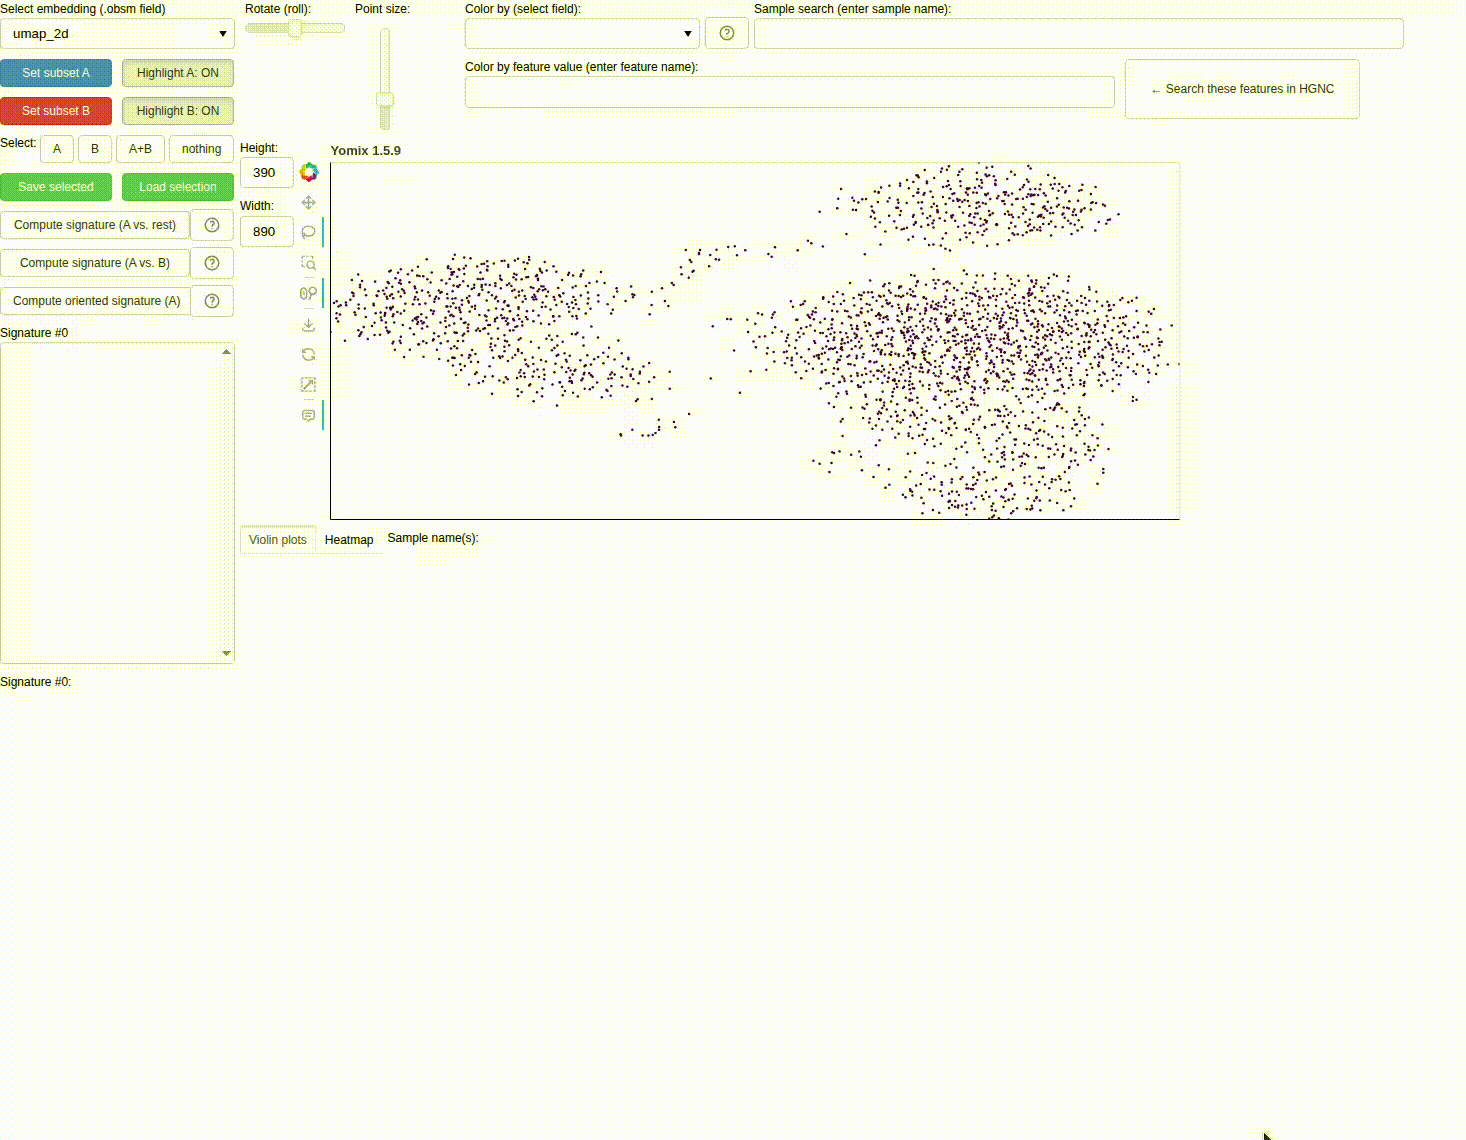 Select embedding (.obsm field)
Rotate (roll):
Point size:
Color by (select field):
Sample search (enter sample name):
umap_2d
Set subset A
Highlight A: ON
Color by feature value (enter feature name):
← Search these features in HGNC
Set subset B
Highlight B: ON
Select:
A
B
A+B
nothing
Height:
Yomix 1.5.9
390
Save selected
Load selection
Width:
890
Compute signature (A vs. rest)
Compute signature (A vs. B)
Compute oriented signature (A)
Signature #0
Violin plots
Heatmap
Sample name(s):
Signature #0: